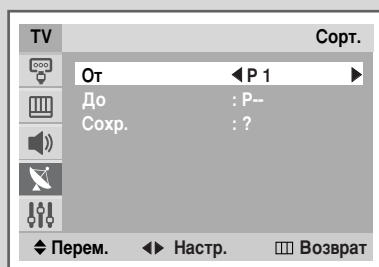 TV Сорт.
От ◀ P 1 ▶
До : P--
Сохр. : ?
Перем. Настр. Возврат